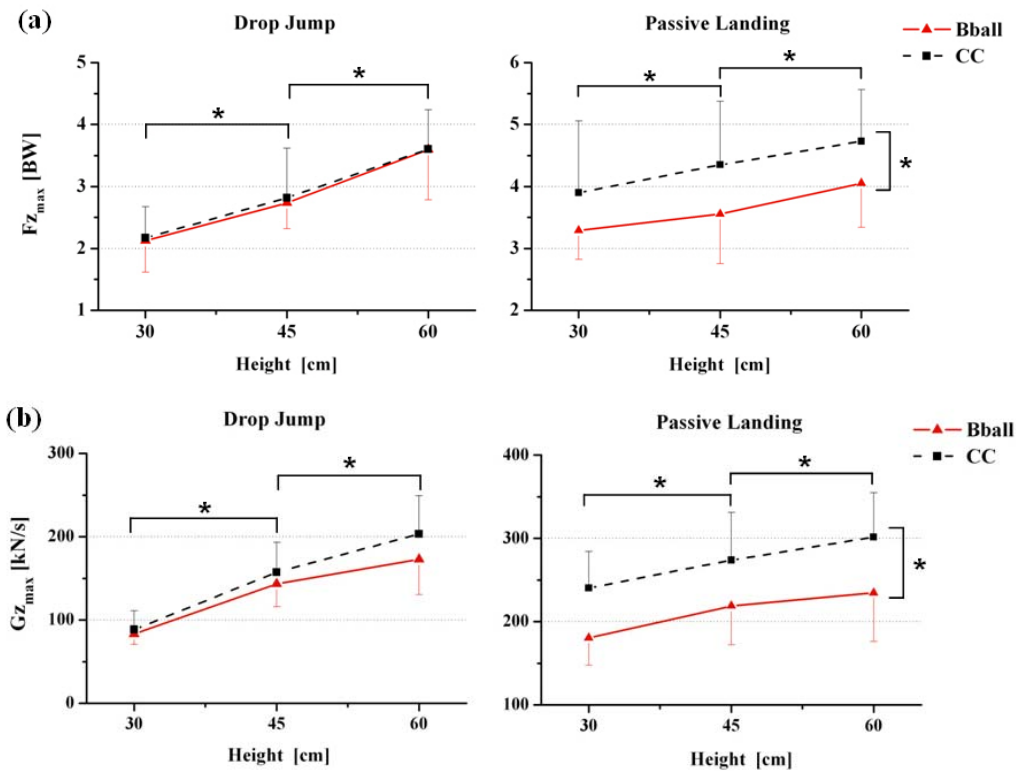 (a)
Drop Jump
Passive Landing
Bball
CC
Fz_max [BW]
5
4
3
2
1
30 45 60
Height [cm]
6
5
4
3
2
30 45 60
Height [cm]
* *
* *
*
(b)
Drop Jump
Passive Landing
Bball
CC
Gz_max [kN/s]
300
200
100
0
30 45 60
Height [cm]
400
300
200
100
30 45 60
Height [cm]
* *
* *
*